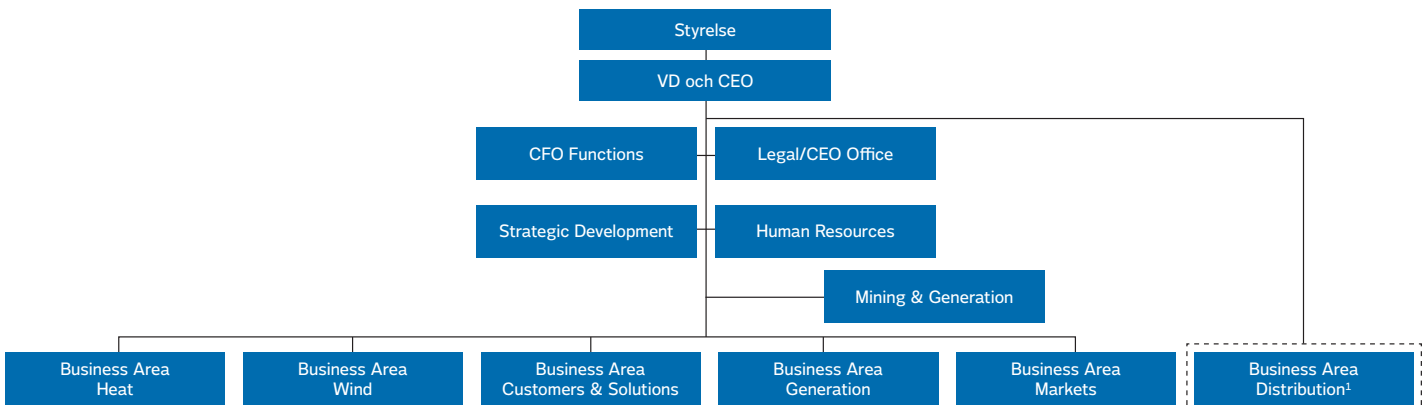 Styrelse
VD och CEO
CFO Functions
Legal/CEO Office
Strategic Development
Human Resources
Mining & Generation
Business Area
Heat
Business Area
Wind
Business Area
Customers & Solutions
Business Area
Generation
Business Area
Markets
Business Area
Distribution¹